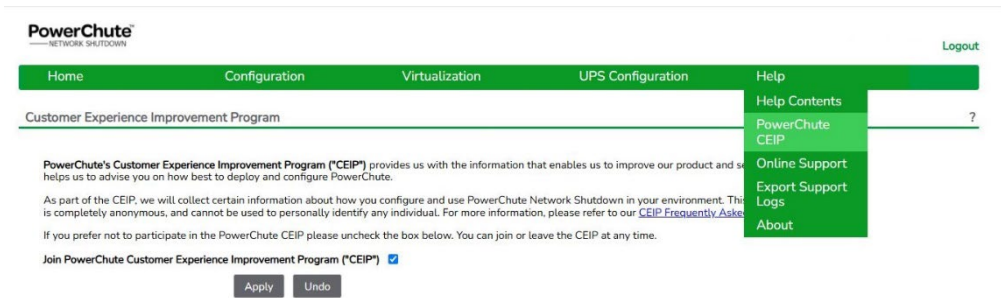 PowerChute™
NETWORK SHUTDOWN
Logout
Home Configuration Virtualization UPS Configuration Help
Help Contents
PowerChute
CEIP
Online Support
Export Support
Logs
About
Customer Experience Improvement Program ?
PowerChute's Customer Experience Improvement Program ("CEIP") provides us with the information that enables us to improve our product and se
helps us to advise you on how best to deploy and configure PowerChute.
As part of the CEIP, we will collect certain information about how you configure and use PowerChute Network Shutdown in your environment. Thi
is completely anonymous, and cannot be used to personally identify any individual. For more information, please refer to our CEIP Frequently Aske
If you prefer not to participate in the PowerChute CEIP please uncheck the box below. You can join or leave the CEIP at any time.
Join PowerChute Customer Experience Improvement Program ("CEIP")
Apply Undo